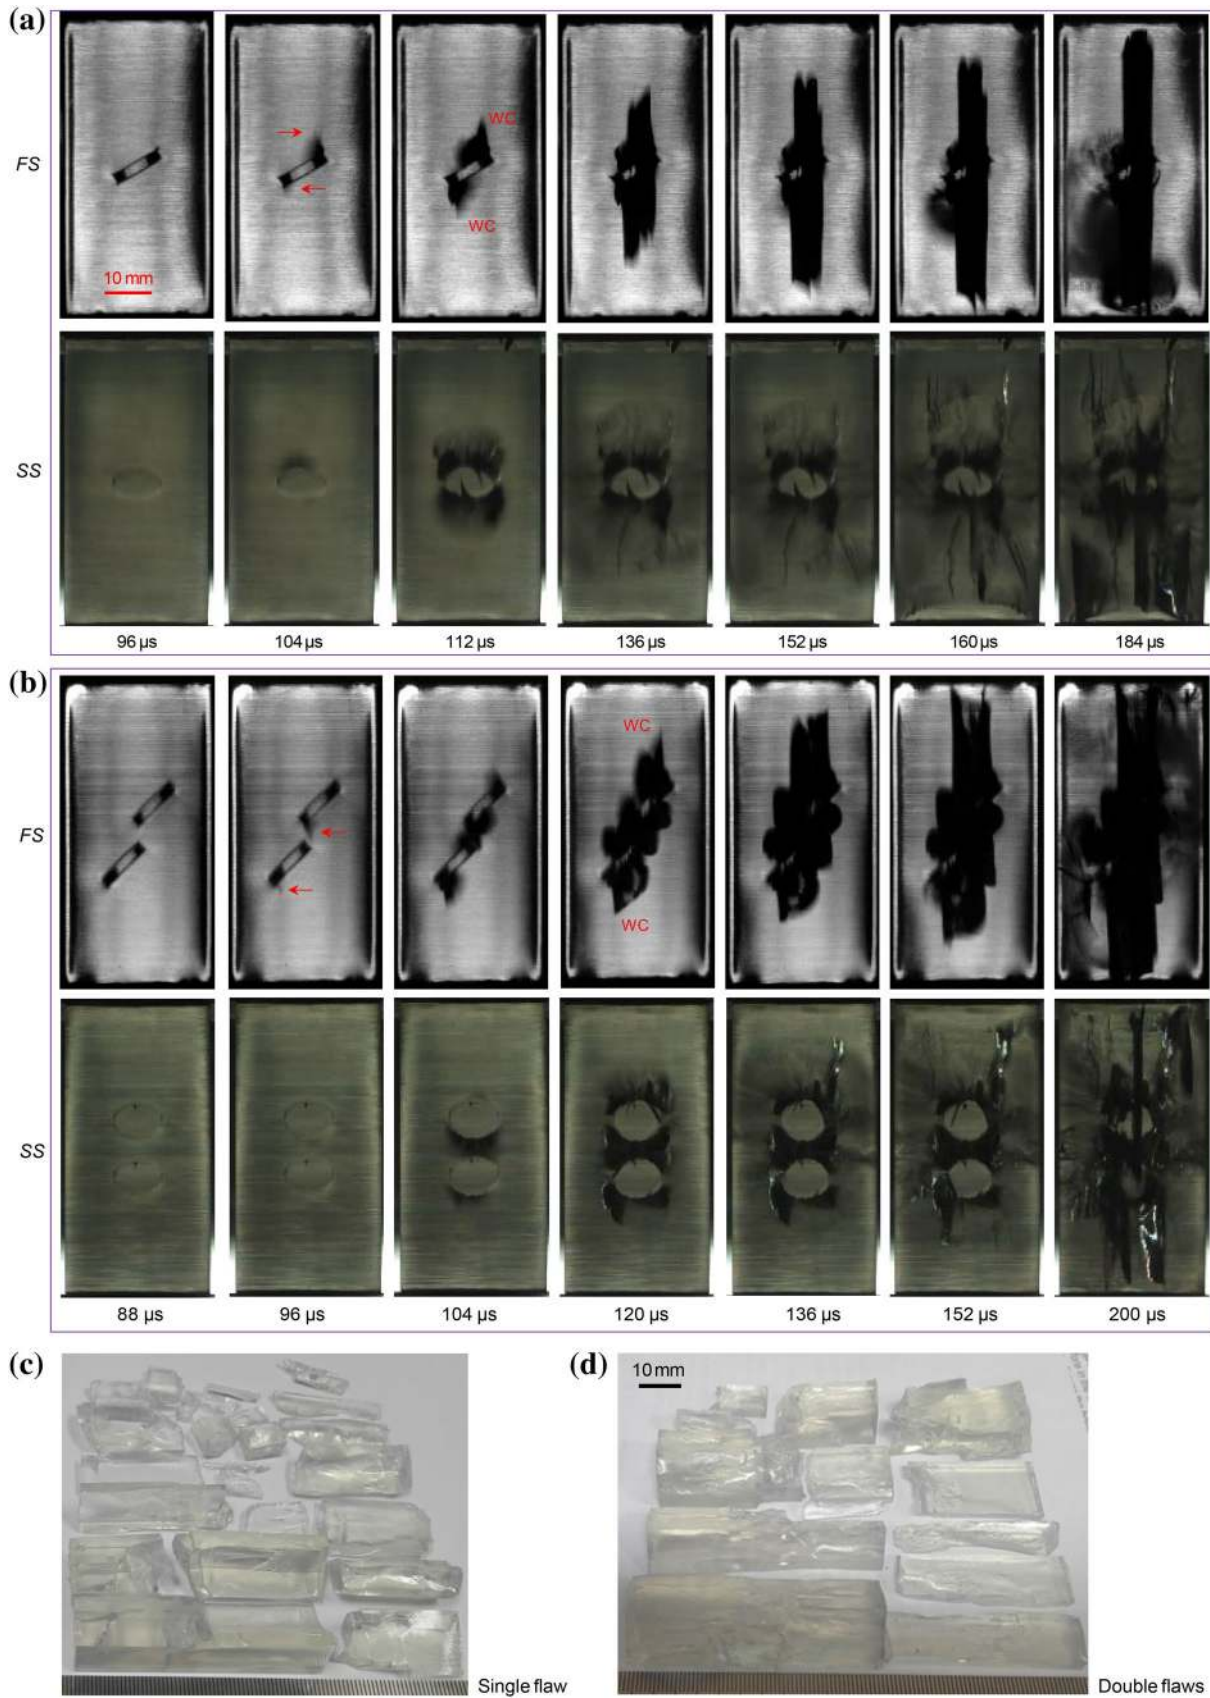 (a)
FS
WC
WC
10 mm
SS
96 µs
104 µs
112 µs
136 µs
152 µs
160 µs
184 µs
(b)
FS
WC
WC
SS
88 µs
96 µs
104 µs
120 µs
136 µs
152 µs
200 µs
(c)
(d)
10 mm
Single flaw
Double flaws